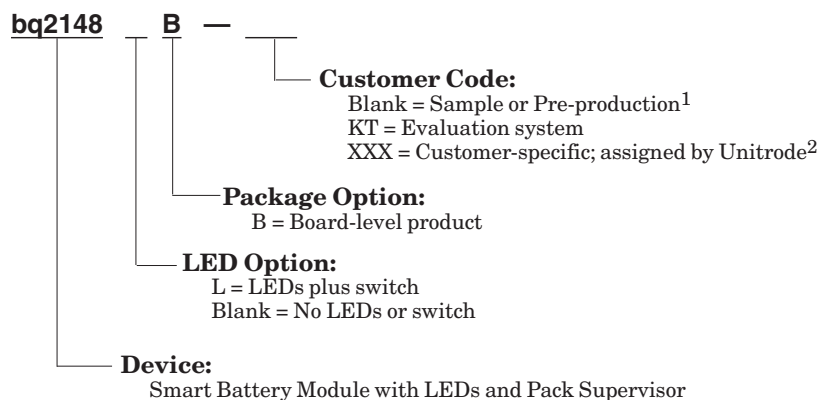 bq2148 _ B — ___
Customer Code:
Blank = Sample or Pre-production1
KT = Evaluation system
XXX = Customer-specific; assigned by Unitrode2
Package Option:
B = Board-level product
LED Option:
L = LEDs plus switch
Blank = No LEDs or switch
Device:
Smart Battery Module with LEDs and Pack Supervisor